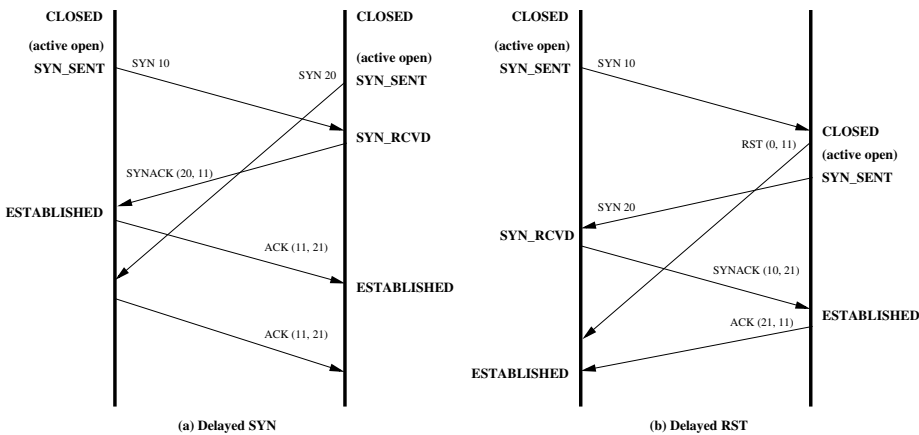 CLOSED
(active open)
SYN_SENT
SYN 10
SYNACK (20, 11)
ESTABLISHED
ACK (11, 21)
ACK (11, 21)
CLOSED
(active open)
SYN 20
SYN_SENT
SYN_RCVD
ESTABLISHED
(a) Delayed SYN
CLOSED
(active open)
SYN_SENT
SYN 10
RST (0, 11)
SYN 20
SYN_RCVD
SYNACK (10, 21)
ACK (21, 11)
ESTABLISHED
CLOSED
(active open)
SYN_SENT
ESTABLISHED
(b) Delayed RST